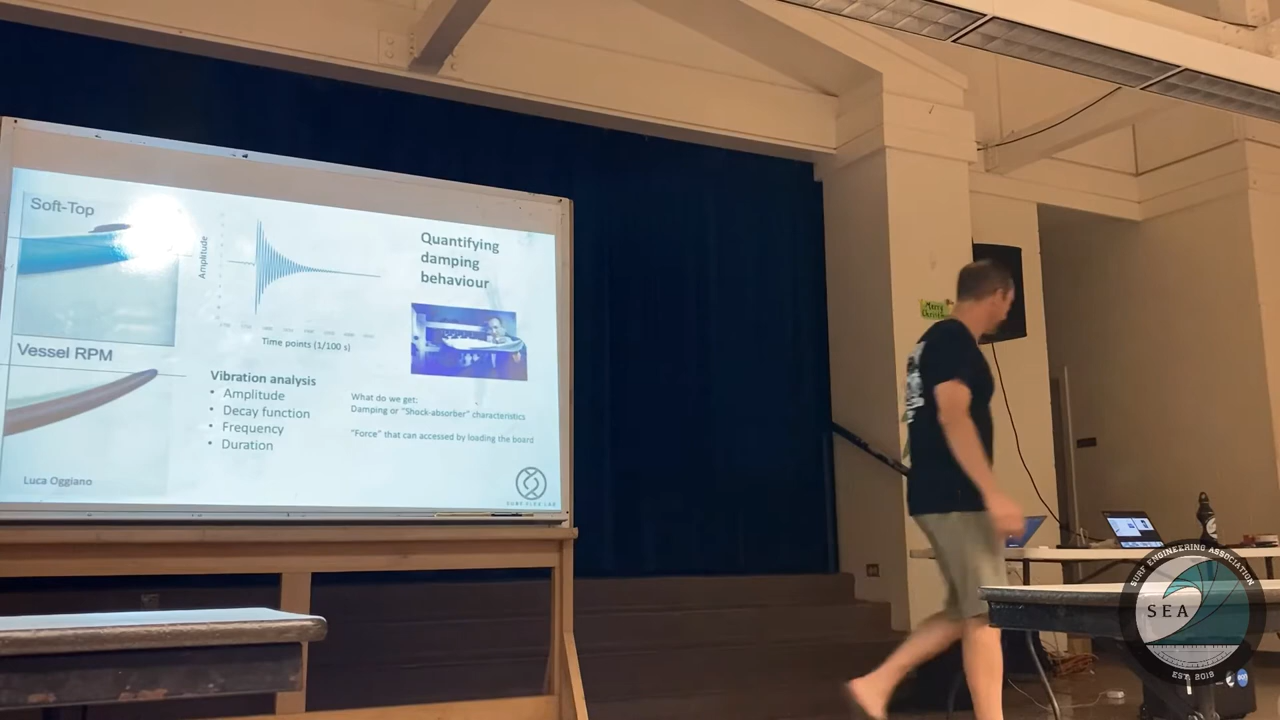 Soft-Top
Vessel RPM
Luca Oggiano
Amplitude
Time points (1/100 s)
Vibration analysis
• Amplitude
• Decay function
• Frequency
• Duration
Quantifying
damping
behaviour
What do we get:
Damping or "Shock-absorber" characteristics
"Force" that can accessed by loading the board
SURF FLEX LAB
Merry
SURF ENGINEERING ASSOCIATION
SEA
EST. 2018